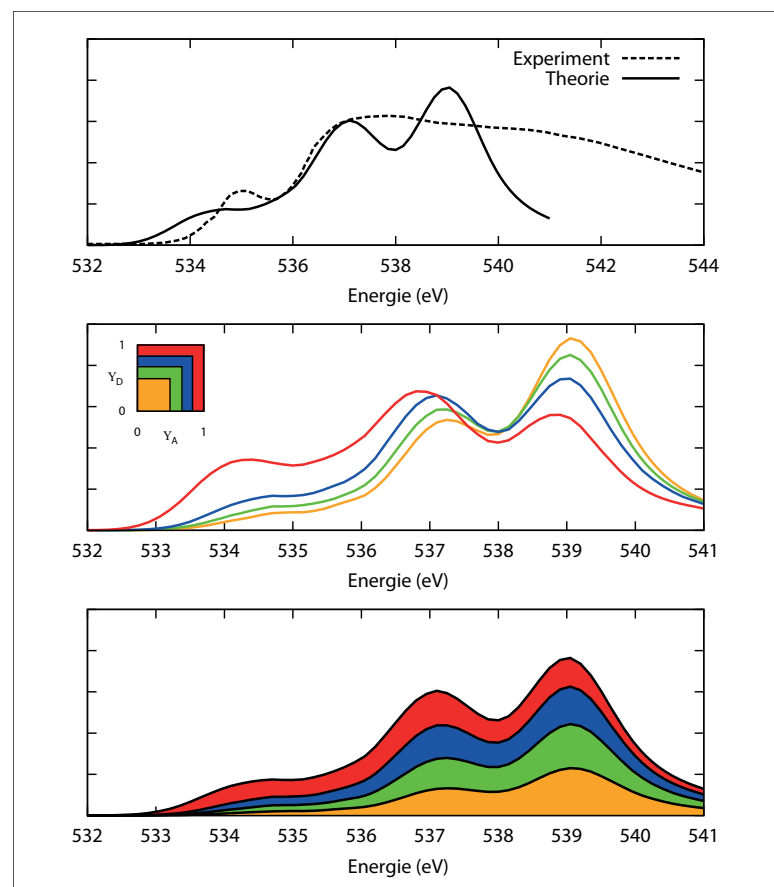 Experiment
Theorie
532 534 536 538 540 542 544
Energie (eV)
1
Y_D
0
0 1
Y_A
532 533 534 535 536 537 538 539 540 541
Energie (eV)
532 533 534 535 536 537 538 539 540 541
Energie (eV)